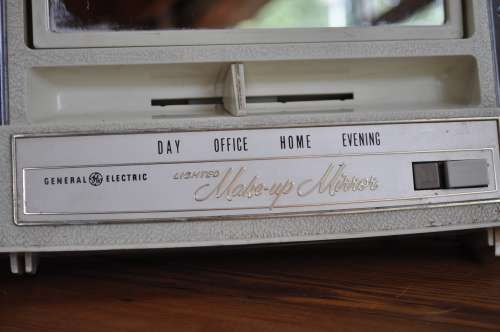 DAY OFFICE HOME EVENING
GENERAL GE ELECTRIC
LIGHTED Make-up Mirror